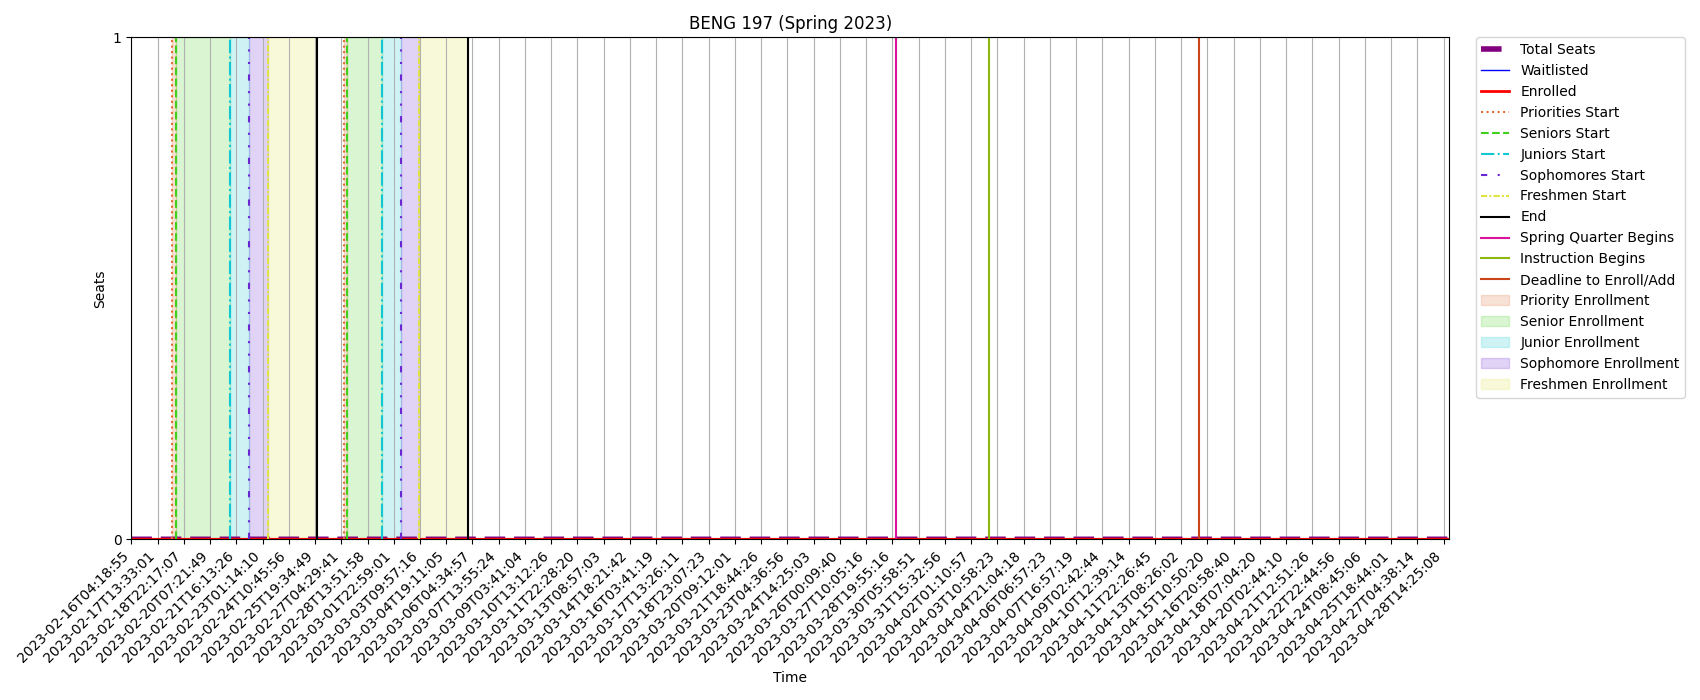 BENG 197 (Spring 2023)
1
0
Seats
Time
2023-02-16T04:18:55
2023-02-17T13:33:01
2023-02-18T22:17:07
2023-02-20T07:21:49
2023-02-21T16:13:26
2023-02-23T01:14:10
2023-02-24T10:45:56
2023-02-25T19:34:49
2023-02-27T04:29:41
2023-02-28T13:51:58
2023-03-01T22:59:01
2023-03-03T09:57:16
2023-03-04T19:11:05
2023-03-06T04:34:57
2023-03-07T13:55:24
2023-03-09T03:41:04
2023-03-10T13:12:26
2023-03-11T22:28:20
2023-03-13T08:57:03
2023-03-14T18:21:42
2023-03-16T03:41:19
2023-03-17T13:26:11
2023-03-18T23:07:23
2023-03-20T09:12:01
2023-03-21T18:44:26
2023-03-23T04:36:56
2023-03-24T14:25:03
2023-03-26T00:09:40
2023-03-27T10:05:16
2023-03-28T19:55:16
2023-03-30T05:58:51
2023-03-31T15:32:56
2023-04-02T01:10:57
2023-04-03T10:58:23
2023-04-04T21:04:18
2023-04-06T06:57:23
2023-04-07T16:57:19
2023-04-09T02:42:44
2023-04-10T12:39:14
2023-04-11T22:26:45
2023-04-13T08:26:02
2023-04-15T10:50:20
2023-04-16T20:58:40
2023-04-18T07:04:20
2023-04-20T02:44:10
2023-04-21T12:51:26
2023-04-22T22:44:56
2023-04-24T08:45:06
2023-04-25T18:44:01
2023-04-27T04:38:14
2023-04-28T14:25:08
Total Seats
Waitlisted
Enrolled
Priorities Start
Seniors Start
Juniors Start
Sophomores Start
Freshmen Start
End
Spring Quarter Begins
Instruction Begins
Deadline to Enroll/Add
Priority Enrollment
Senior Enrollment
Junior Enrollment
Sophomore Enrollment
Freshmen Enrollment